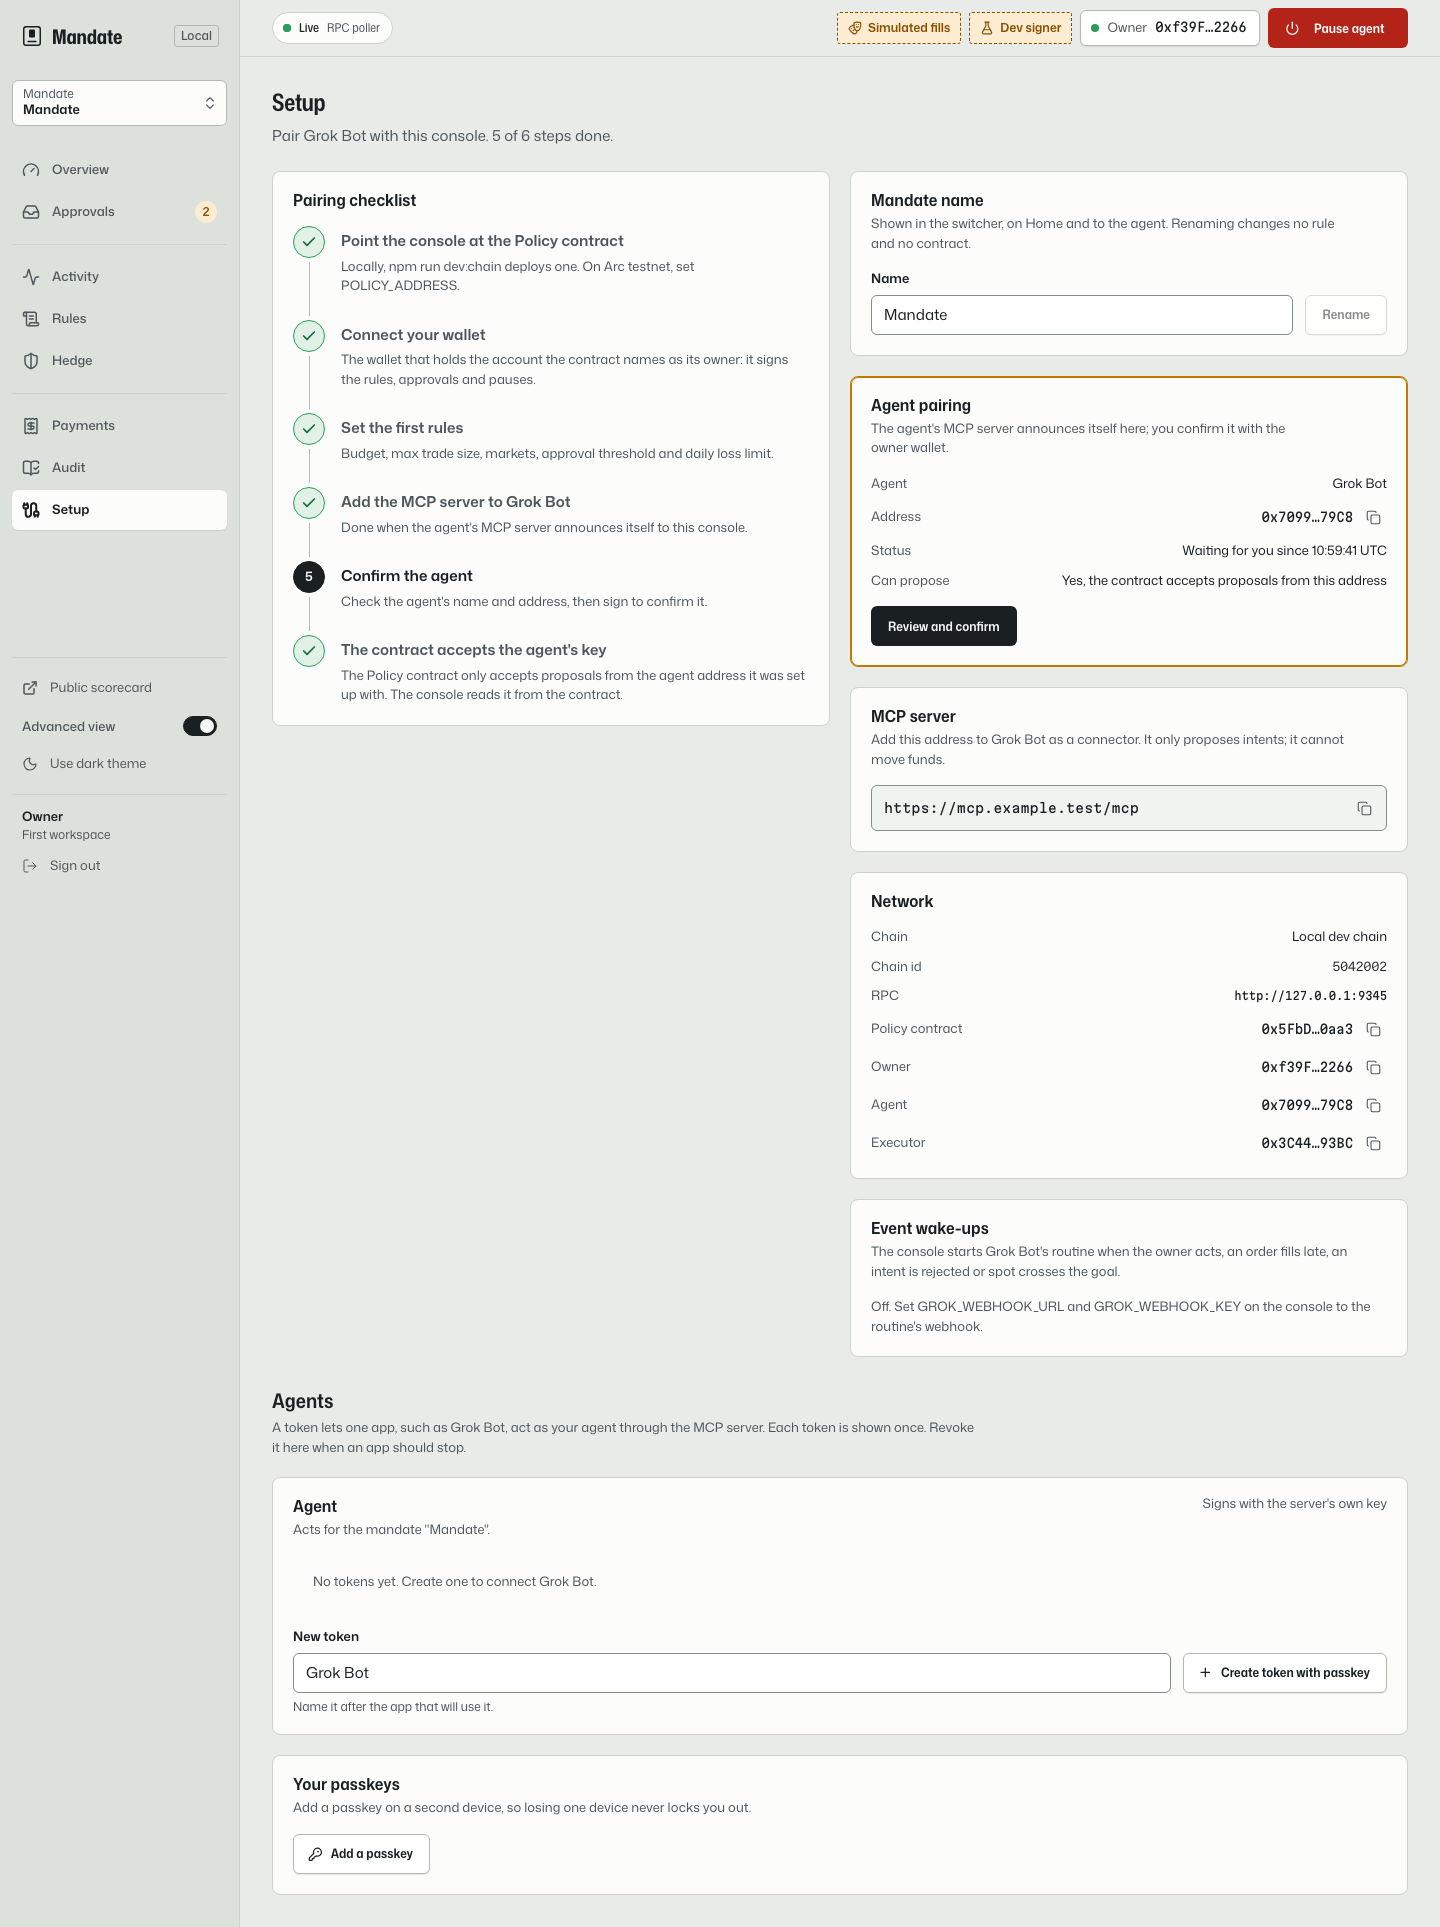 Mandate
Local
Mandate
Mandate
Overview
Approvals
2
Activity
Rules
Hedge
Payments
Audit
Setup
Public scorecard
Advanced view
Use dark theme
Owner
First workspace
Sign out
Live RPC poller
Simulated fills
Dev signer
Owner 0xf39F…2266
Pause agent
Setup
Pair Grok Bot with this console. 5 of 6 steps done.
Pairing checklist
Point the console at the Policy contract
Locally, npm run dev:chain deploys one. On Arc testnet, set
POLICY_ADDRESS.
Connect your wallet
The wallet that holds the account the contract names as its owner: it signs
the rules, approvals and pauses.
Set the first rules
Budget, max trade size, markets, approval threshold and daily loss limit.
Add the MCP server to Grok Bot
Done when the agent's MCP server announces itself to this console.
5
Confirm the agent
Check the agent's name and address, then sign to confirm it.
The contract accepts the agent's key
The Policy contract only accepts proposals from the agent address it was set
up with. The console reads it from the contract.
Mandate name
Shown in the switcher, on Home and to the agent. Renaming changes no rule
and no contract.
Name
Mandate
Rename
Agent pairing
The agent's MCP server announces itself here; you confirm it with the
owner wallet.
Agent
Grok Bot
Address
0x7099…79C8
Status
Waiting for you since 10:59:41 UTC
Can propose
Yes, the contract accepts proposals from this address
Review and confirm
MCP server
Add this address to Grok Bot as a connector. It only proposes intents; it cannot
move funds.
https://mcp.example.test/mcp
Network
Chain
Local dev chain
Chain id
5042002
RPC
http://127.0.0.1:9345
Policy contract
0x5FbD…0aa3
Owner
0xf39F…2266
Agent
0x7099…79C8
Executor
0x3C44…93BC
Event wake-ups
The console starts Grok Bot's routine when the owner acts, an order fills late, an
intent is rejected or spot crosses the goal.
Off. Set GROK_WEBHOOK_URL and GROK_WEBHOOK_KEY on the console to the
routine's webhook.
Agents
A token lets one app, such as Grok Bot, act as your agent through the MCP server. Each token is shown once. Revoke
it here when an app should stop.
Agent
Signs with the server's own key
Acts for the mandate "Mandate".
No tokens yet. Create one to connect Grok Bot.
New token
Grok Bot
Create token with passkey
Name it after the app that will use it.
Your passkeys
Add a passkey on a second device, so losing one device never locks you out.
Add a passkey